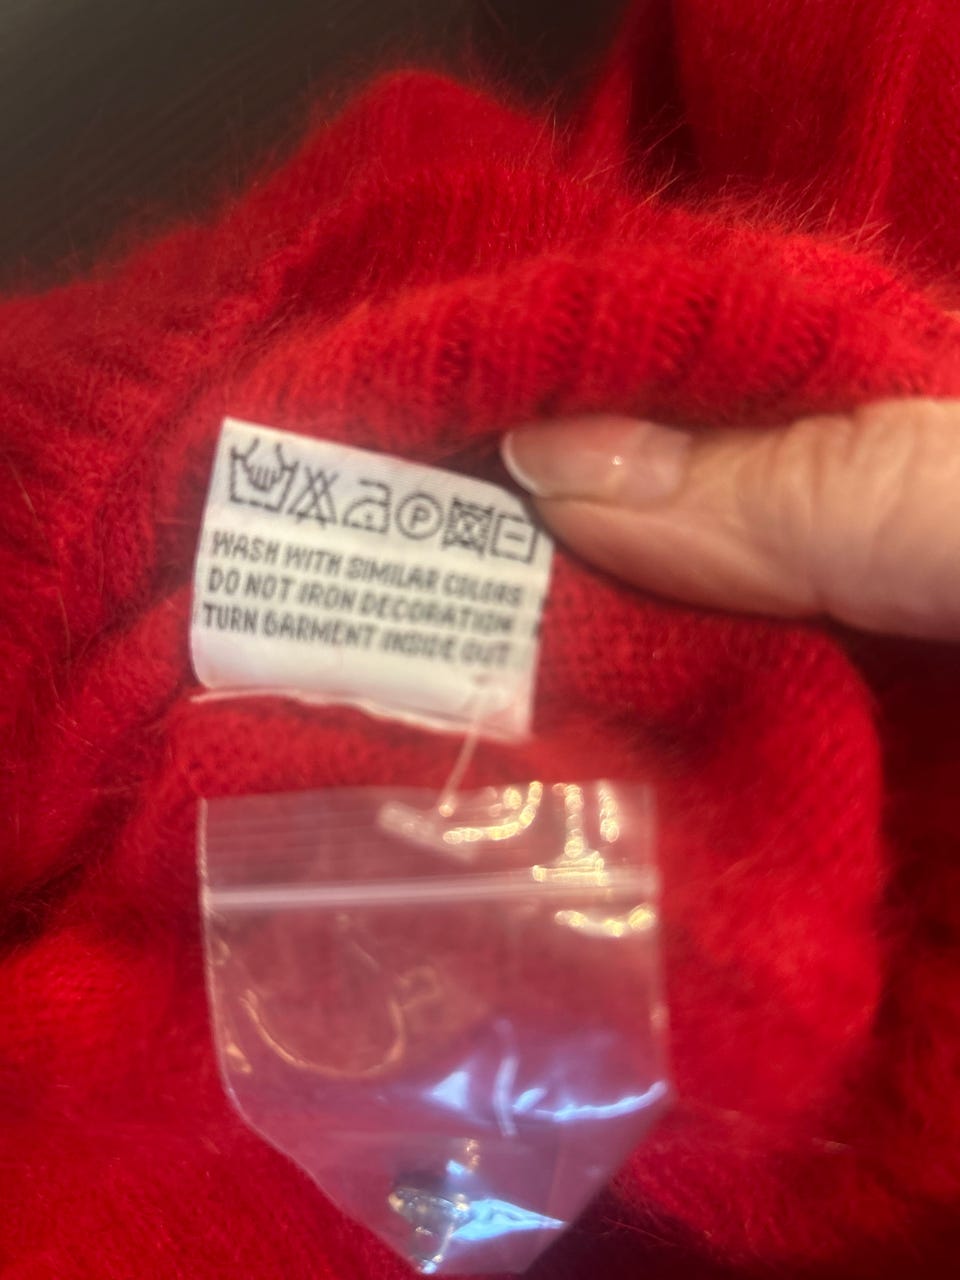 P
WASH WITH SIMILAR COLORS
DO NOT IRON DECORATION
TURN GARMENT INSIDE OUT